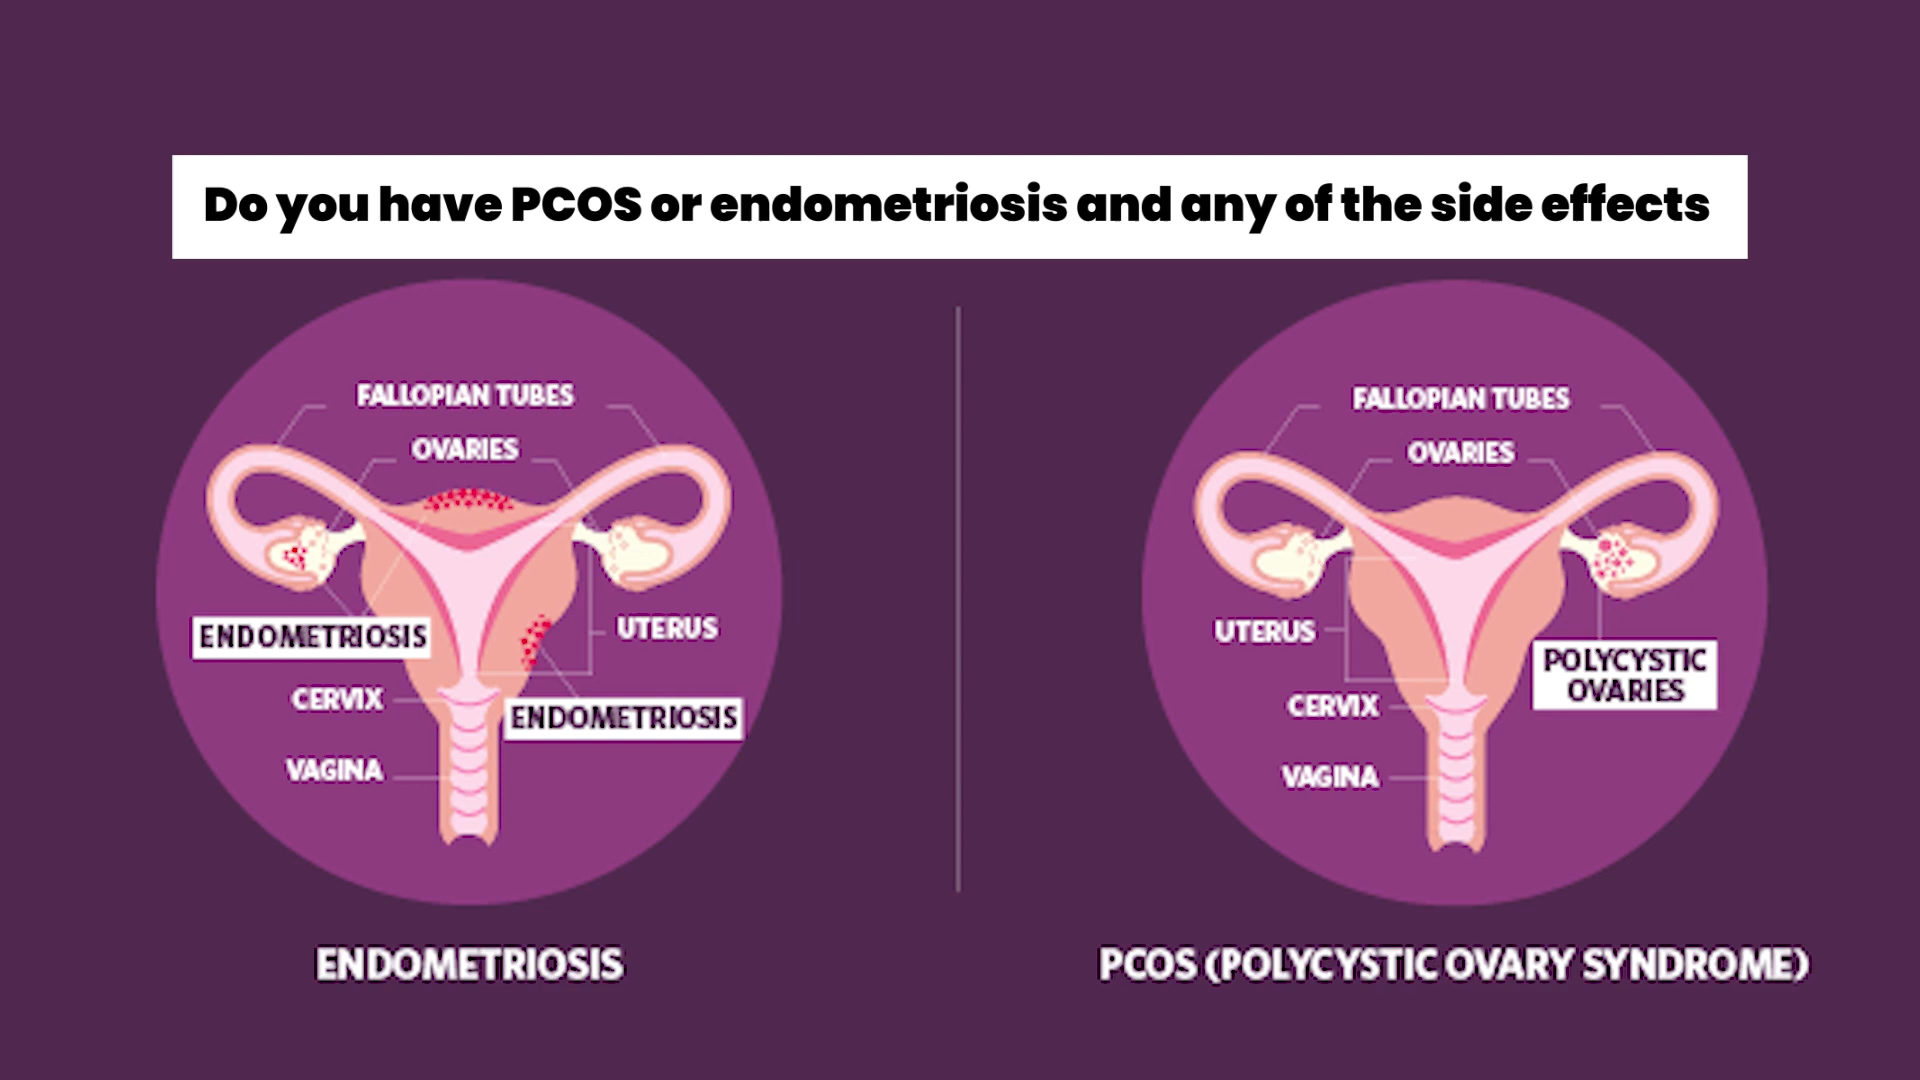 Do you have PCOS or endometriosis and any of the side effects
FALLOPIAN TUBES
OVARIES
ENDOMETRIOSIS
UTERUS
CERVIX
ENDOMETRIOSIS
VAGINA
ENDOMETRIOSIS
FALLOPIAN TUBES
OVARIES
UTERUS
POLYCYSTIC
OVARIES
CERVIX
VAGINA
PCOS (POLYCYSTIC OVARY SYNDROME)